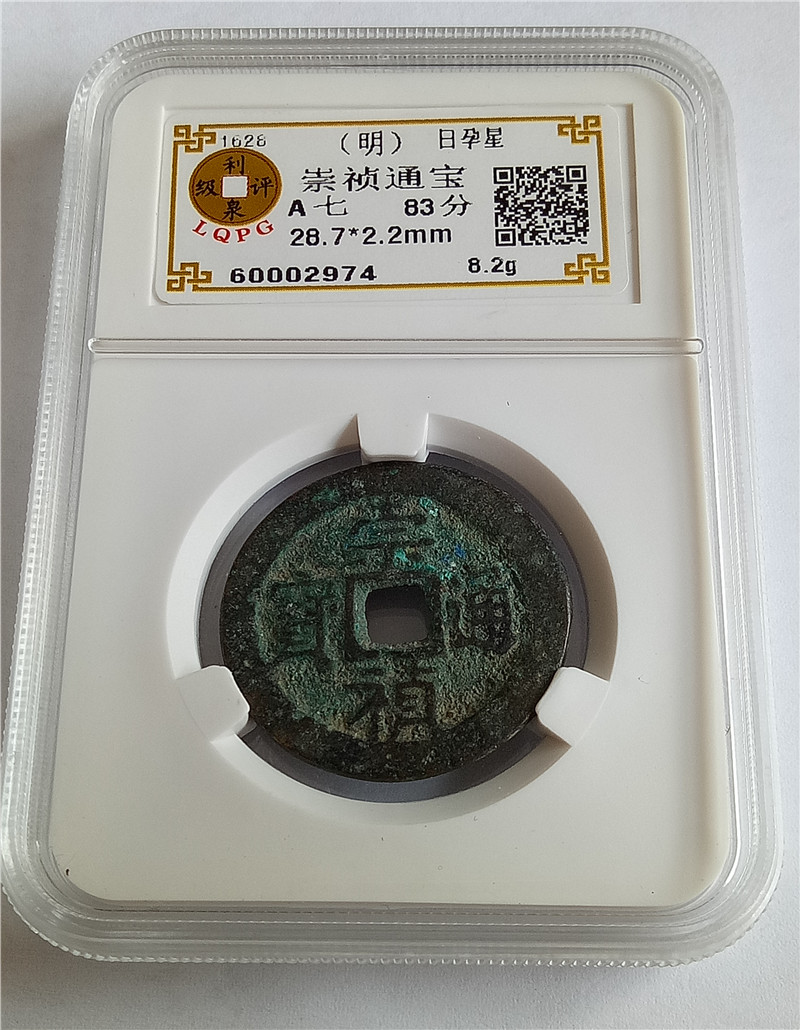 1628 （明） 日孕星
利泉评级
LQPG
崇祯通宝
A 七 83分
28.7*2.2mm
60002974 8.2g
崇禎通寶